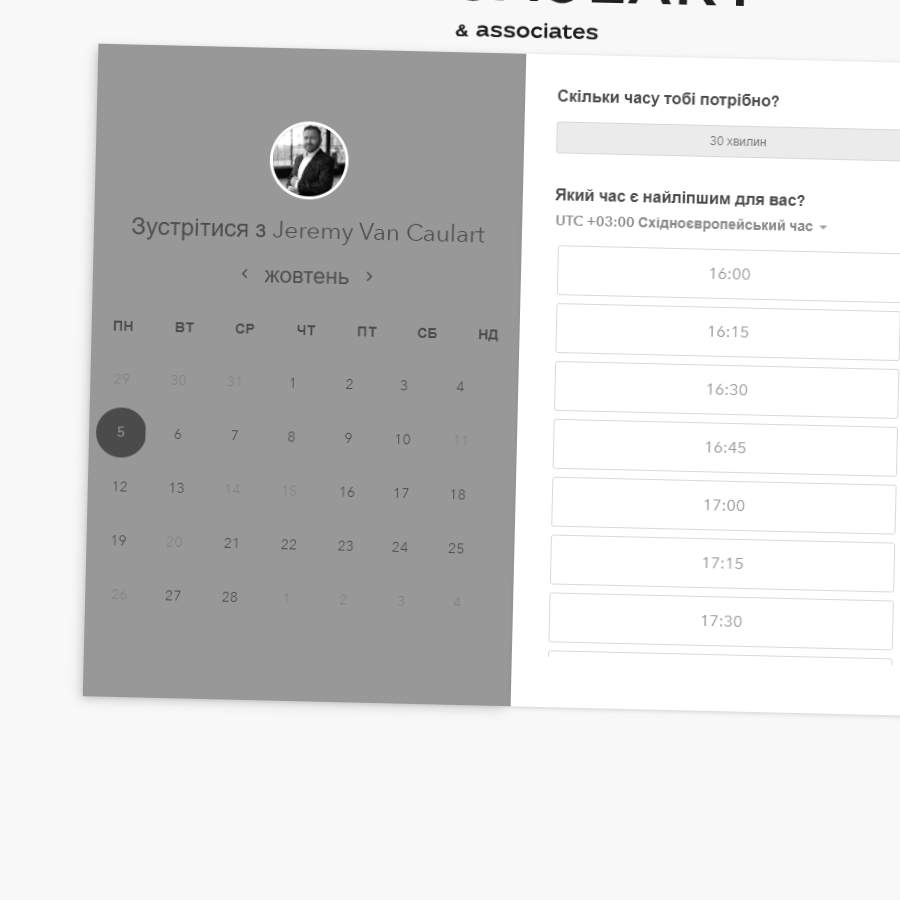 & associates
Зустрітися з Jeremy Van Caulart
‹ жовтень ›
ПН ВТ СР ЧТ ПТ СБ НД
29 30 31 1 2 3 4
5 6 7 8 9 10 11
12 13 14 15 16 17 18
19 20 21 22 23 24 25
26 27 28 1 2 3 4
Скільки часу тобі потрібно?
30 хвилин
Який час є найліпшим для вас?
UTC +03:00 Східноєвропейський час
16:00
16:15
16:30
16:45
17:00
17:15
17:30